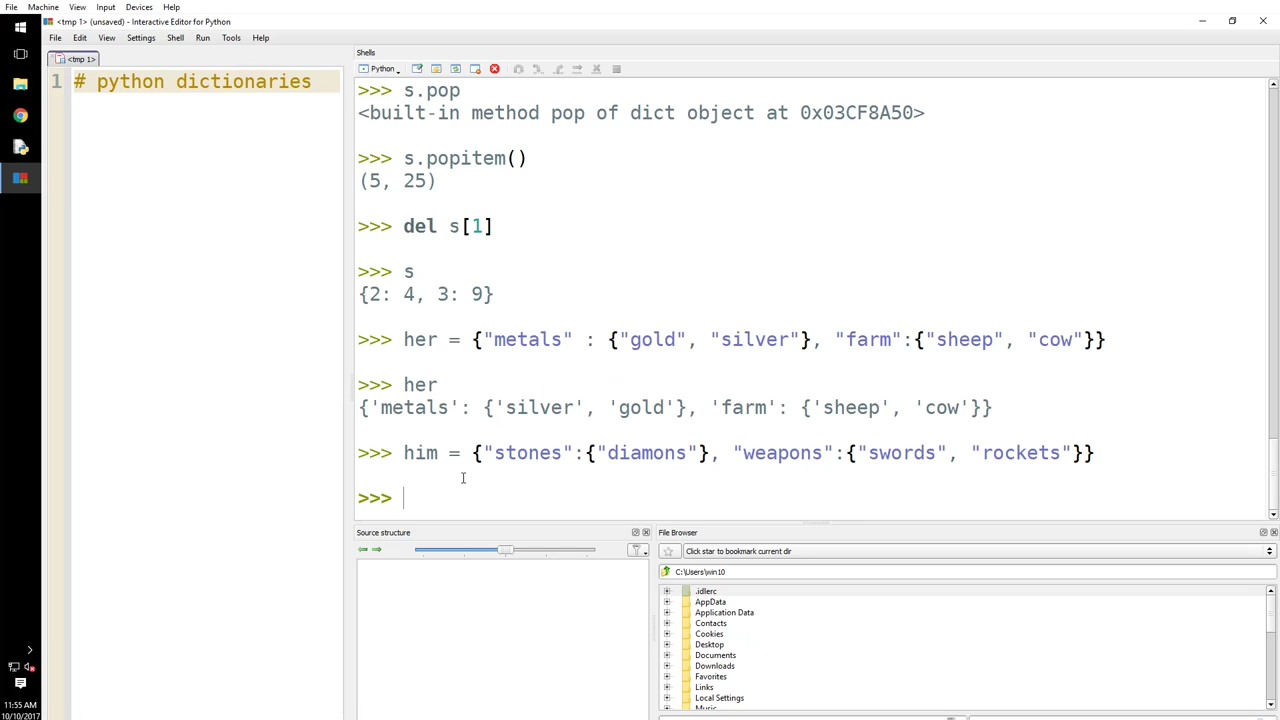 File Machine View Input Devices Help
<tmp 1> (unsaved) - Interactive Editor for Python
File Edit View Settings Shell Run Tools Help
<tmp 1>
Shells
Python
1 # python dictionaries
>>> s.pop
<built-in method pop of dict object at 0x03CF8A50>
>>> s.popitem()
(5, 25)
>>> del s[1]
>>> s
{2: 4, 3: 9}
>>> her = {"metals" : {"gold", "silver"}, "farm":{"sheep", "cow"}}
>>> her
{'metals': {'silver', 'gold'}, 'farm': {'sheep', 'cow'}}
>>> him = {"stones":{"diamons"}, "weapons":{"swords", "rockets"}}
>>>
Source structure
File Browser
Click star to bookmark current dir
C:\Users\win10
.idlerc
AppData
Application Data
Contacts
Cookies
Desktop
Documents
Downloads
Favorites
Links
Local Settings
Music
11:55 AM
10/10/2017